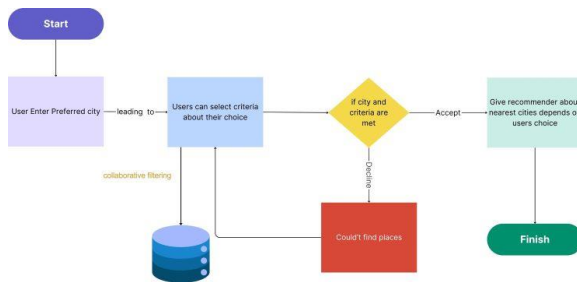 Start
User Enter Preferred city
leading to
Users can select criteria
about their choice
if city and
criteria are
met
Accept
Give recommender about
nearest cities depends o
users choice
collaborative filtering
Decline
Could't find places
Finish